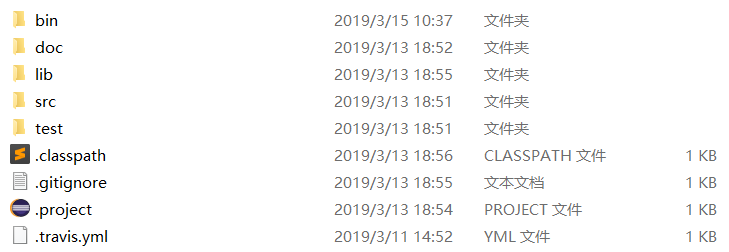 bin 2019/3/15 10:37 文件夹
doc 2019/3/13 18:52 文件夹
lib 2019/3/13 18:55 文件夹
src 2019/3/13 18:51 文件夹
test 2019/3/13 18:51 文件夹
.classpath 2019/3/13 18:56 CLASSPATH 文件 1 KB
.gitignore 2019/3/13 18:55 文本文档 1 KB
.project 2019/3/13 18:54 PROJECT 文件 1 KB
.travis.yml 2019/3/11 14:52 YML 文件 1 KB